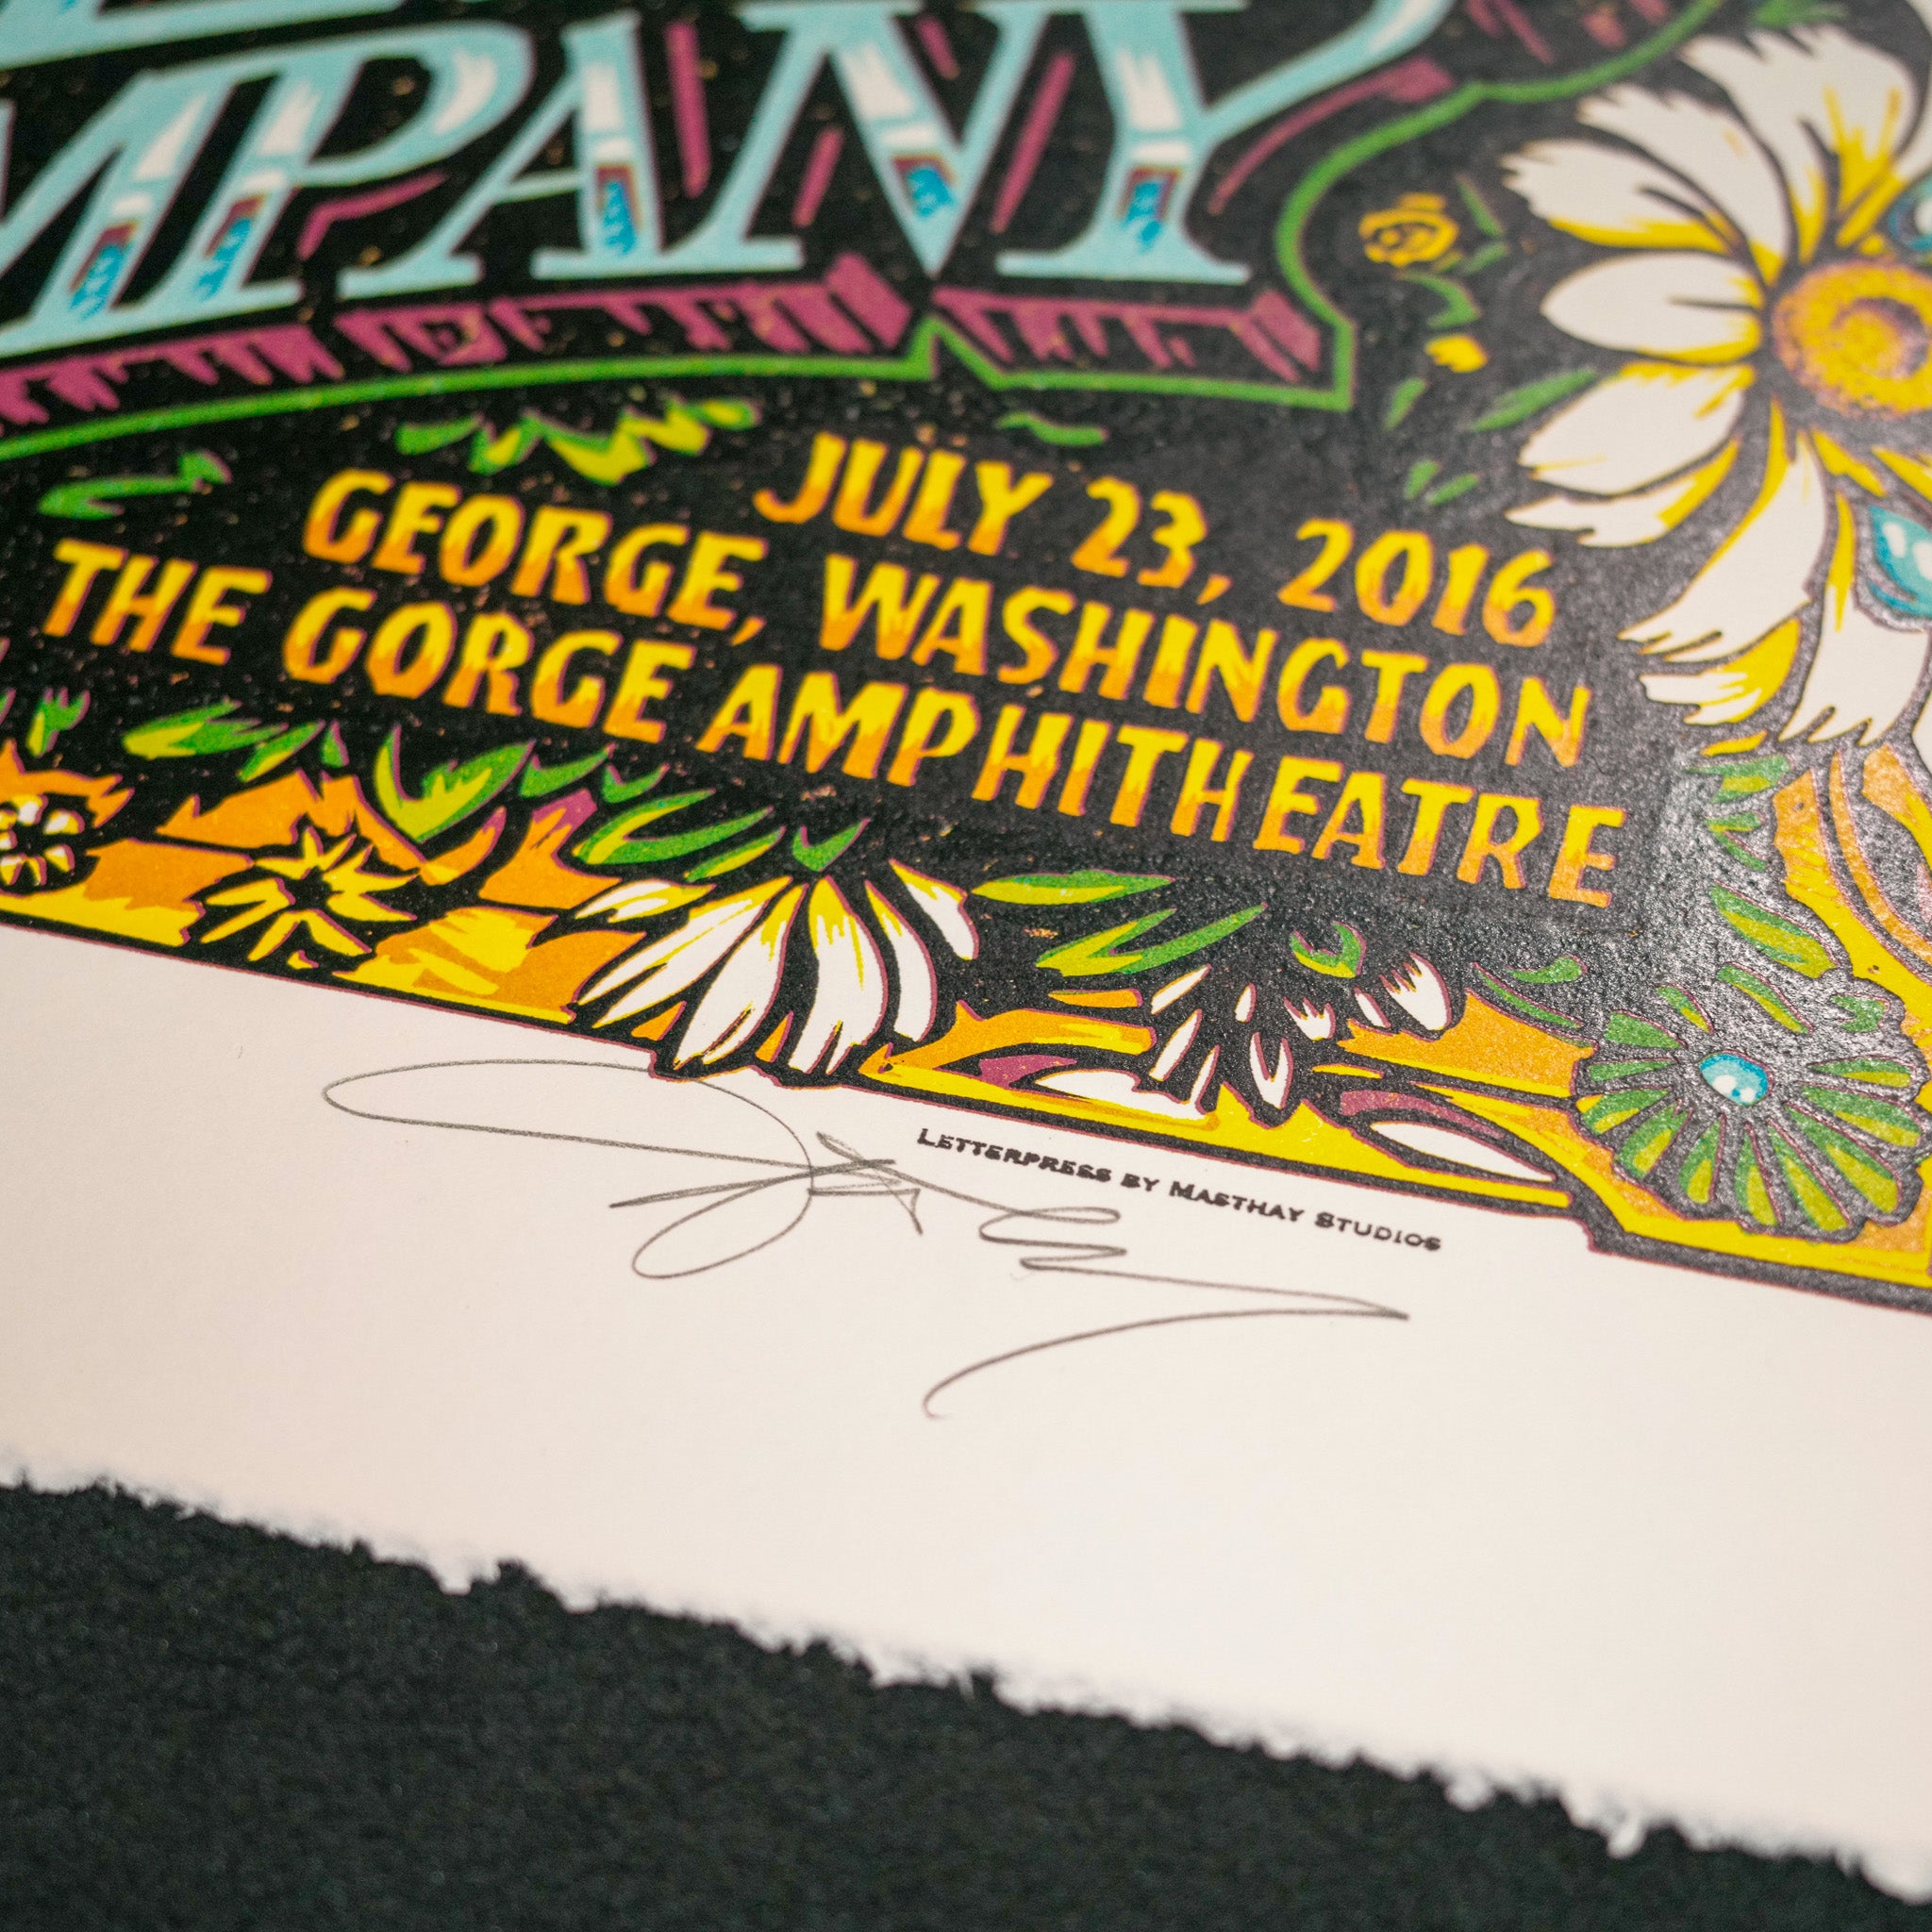 MPANY
JULY 23, 2016
GEORGE, WASHINGTON
THE GORGE AMPHITHEATRE
LETTERPRESS BY MASTHAY STUDIOS